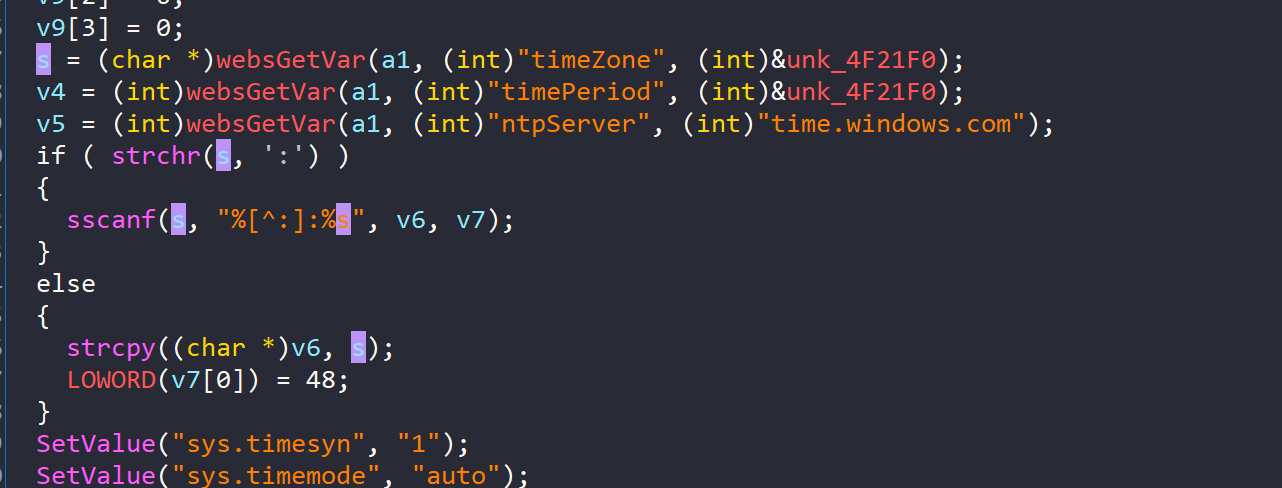 v9[3] = 0;
s = (char *)websGetVar(a1, (int)"timeZone", (int)&unk_4F21F0);
v4 = (int)websGetVar(a1, (int)"timePeriod", (int)&unk_4F21F0);
v5 = (int)websGetVar(a1, (int)"ntpServer", (int)"time.windows.com");
if ( strchr(s, ':') )
{
sscanf(s, "%[^:]:%s", v6, v7);
}
else
{
strcpy((char *)v6, s);
LOWORD(v7[0]) = 48;
}
SetValue("sys.timesyn", "1");
SetValue("sys.timemode", "auto");